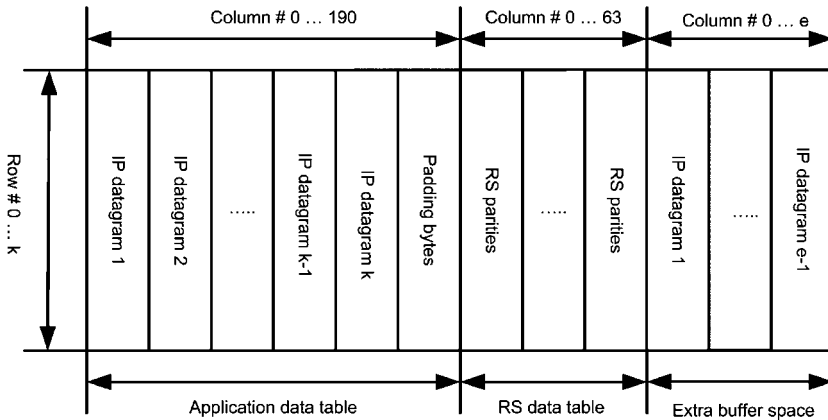 Column # 0 ... 190
Column # 0 ... 63
Column # 0 ... e
Row # 0 ... k
IP datagram 1
IP datagram 2
.....
IP datagram k-1
IP datagram k
Padding bytes
RS parities
.....
RS parities
IP datagram 1
.....
IP datagram e-1
Application data table
RS data table
Extra buffer space